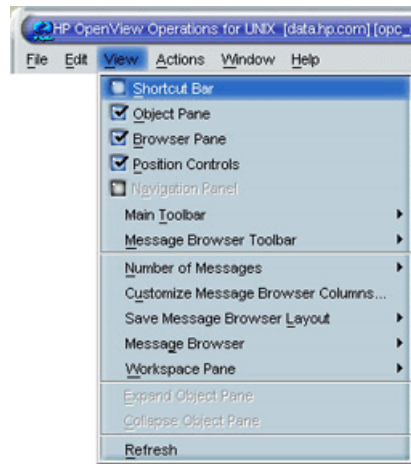 HP OpenView Operations for UNIX [data.hp.com] [opc_
File Edit View Actions Window Help
Shortcut Bar
Object Pane
Browser Pane
Position Controls
Navigation Panel
Main Toolbar
Message Browser Toolbar
Number of Messages
Customize Message Browser Columns...
Save Message Browser Layout
Message Browser
Workspace Pane
Expand Object Pane
Collapse Object Pane
Refresh